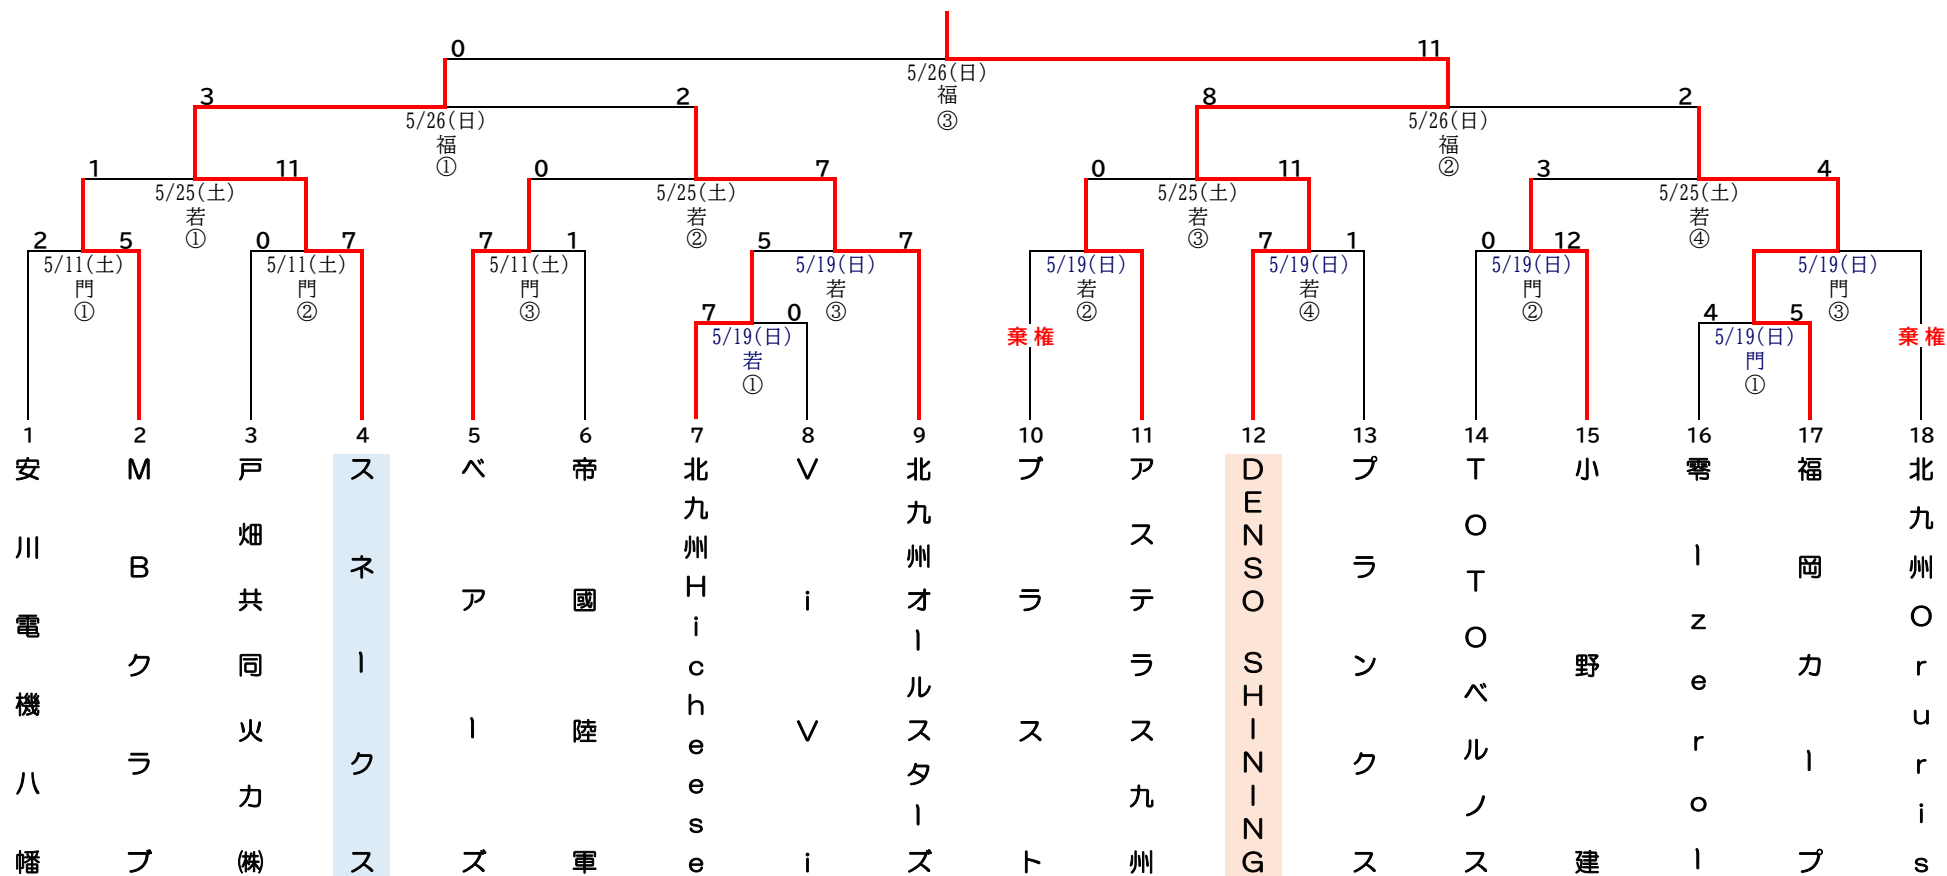 0 11
5/26(日)
福
③
3 2 8 2
5/26(日) 5/26(日)
福 福
① ②
1 11 0 7 0 11 3 4
5/25(土) 5/25(土) 5/25(土) 5/25(土)
若 若 若 若
① ② ③ ④
2 5 0 7 7 1 5 7 7 1 0 12
5/11(土) 5/11(土) 5/11(土) 5/19(日) 5/19(日) 5/19(日) 5/19(日) 5/19(日)
門 門 門 若 若 若 門 門
① ② ③ ③ ② ④ ② ③
7 0 4 5
棄権 棄権
5/19(日) 5/19(日)
若 門
① ①
1 2 3 4 5 6 7 8 9 10 11 12 13 14 15 16 17 18
安川電機八幡
MBクラブ
戸畑共同火力㈱
スネークス
ベアーズ
帝國陸軍
北九州Hicheese
ViVi
北九州オールスターズ
ブラスト
アステラス九州
DENSO SHINING
プランクス
TOTOベルノス
小野建
零ーzeroー
福岡カープ
北九州Oruris